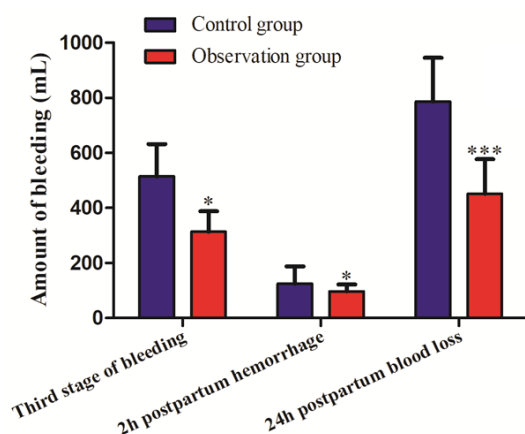 Control group
Observation group
Amount of bleeding (mL)
1000
800
600
400
200
0
*
*
***
Third stage of bleeding
2h postpartum hemorrhage
24h postpartum blood loss